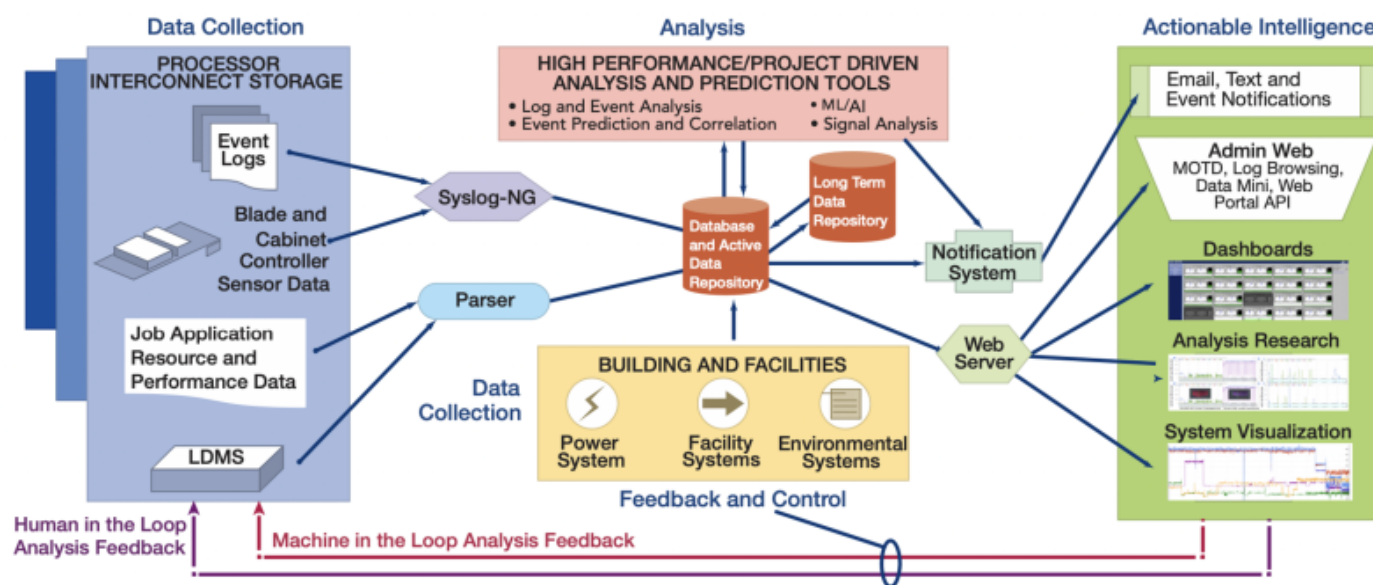 Data Collection
Analysis
Actionable Intelligence
PROCESSOR
INTERCONNECT STORAGE
Event
Logs
Blade and
Cabinet
Controller
Sensor Data
Job Application
Resource and
Performance Data
LDMS
Syslog-NG
Parser
HIGH PERFORMANCE/PROJECT DRIVEN
ANALYSIS AND PREDICTION TOOLS
• Log and Event Analysis
• Event Prediction and Correlation
• ML/AI
• Signal Analysis
Long Term
Data
Repository
Database
and Active
Data
Repository
Notification
System
Web
Server
Data
Collection
BUILDING AND FACILITIES
Power
System
Facility
Systems
Environmental
Systems
Email, Text and
Event Notifications
Admin Web
MOTD, Log Browsing,
Data Mini, Web
Portal API
Dashboards
Analysis Research
System Visualization
Feedback and Control
Human in the Loop
Analysis Feedback
Machine in the Loop Analysis Feedback